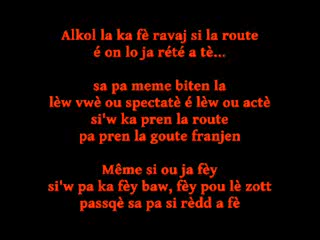 Alkol la ka fè ravaj si la route
é on lo ja rété a tè...
sa pa meme biten la
lèw vwè ou spectatè é lèw ou actè
si'w ka pren la route
pa pren la goute franjen
Même si ou ja fèy
si'w pa ka fèy baw, fèy pou lè zott
passqè sa pa si rèdd a fè